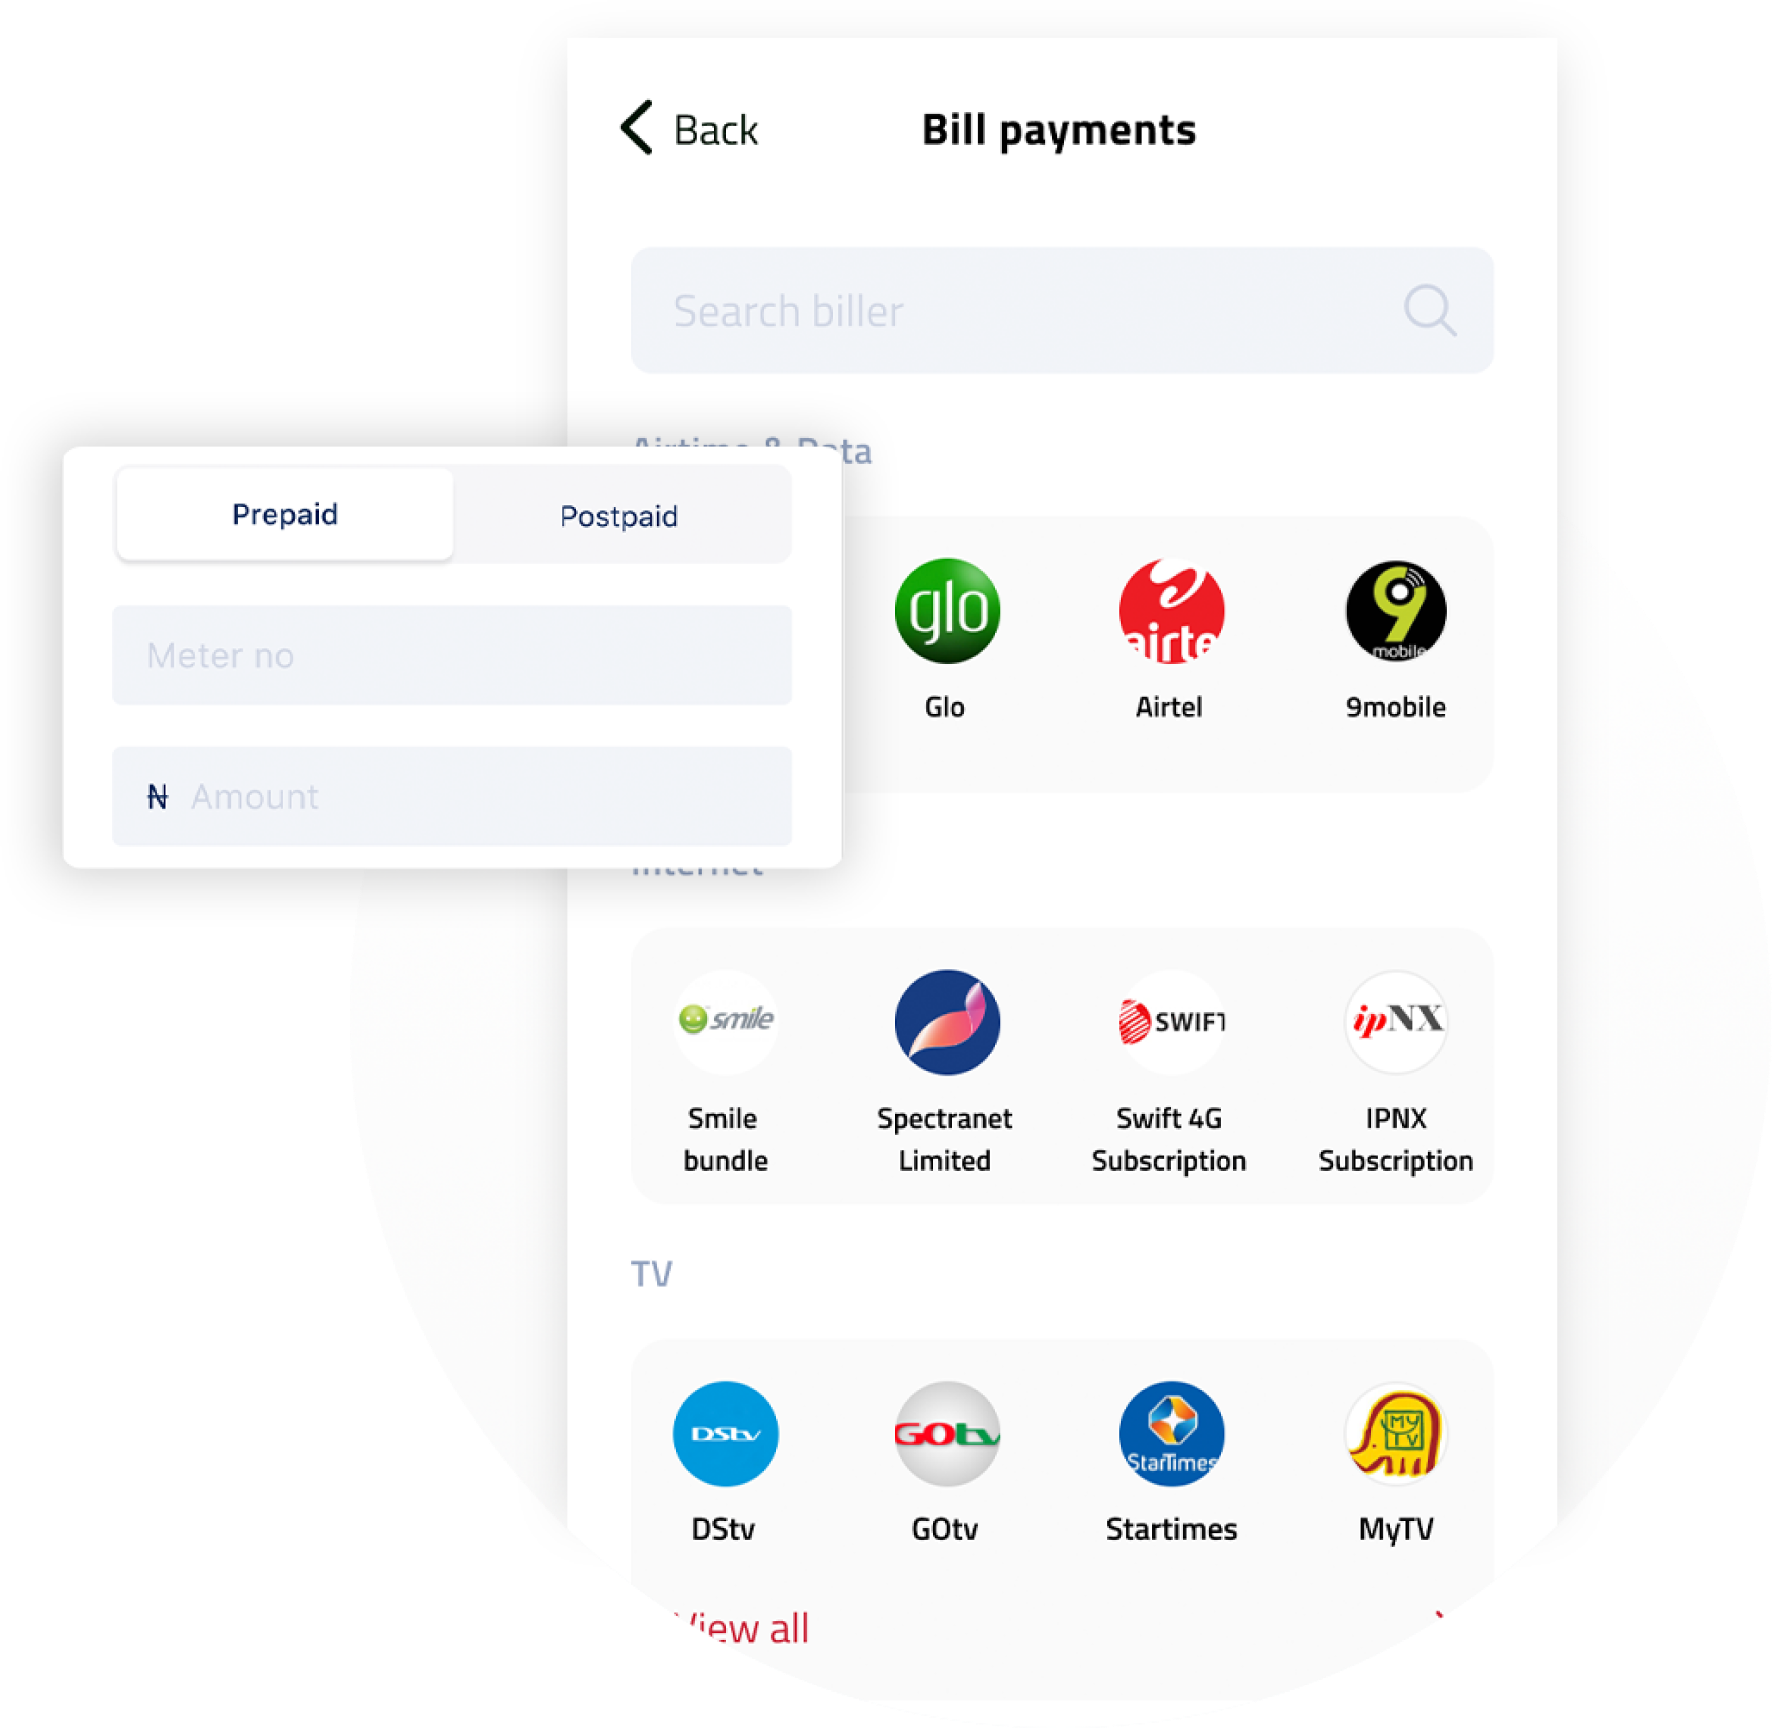 Back
Bill payments
Search biller
Airtime & Data
Prepaid
Postpaid
Meter no
₦ Amount
glo
airte
9
mobile
Glo
Airtel
9mobile
Internet
smile
SWIFT
ipNX
Smile
bundle
Spectranet
Limited
Swift 4G
Subscription
IPNX
Subscription
TV
DStv
GOtv
StarTimes
MY
TV
DStv
GOtv
Startimes
MyTV
View all